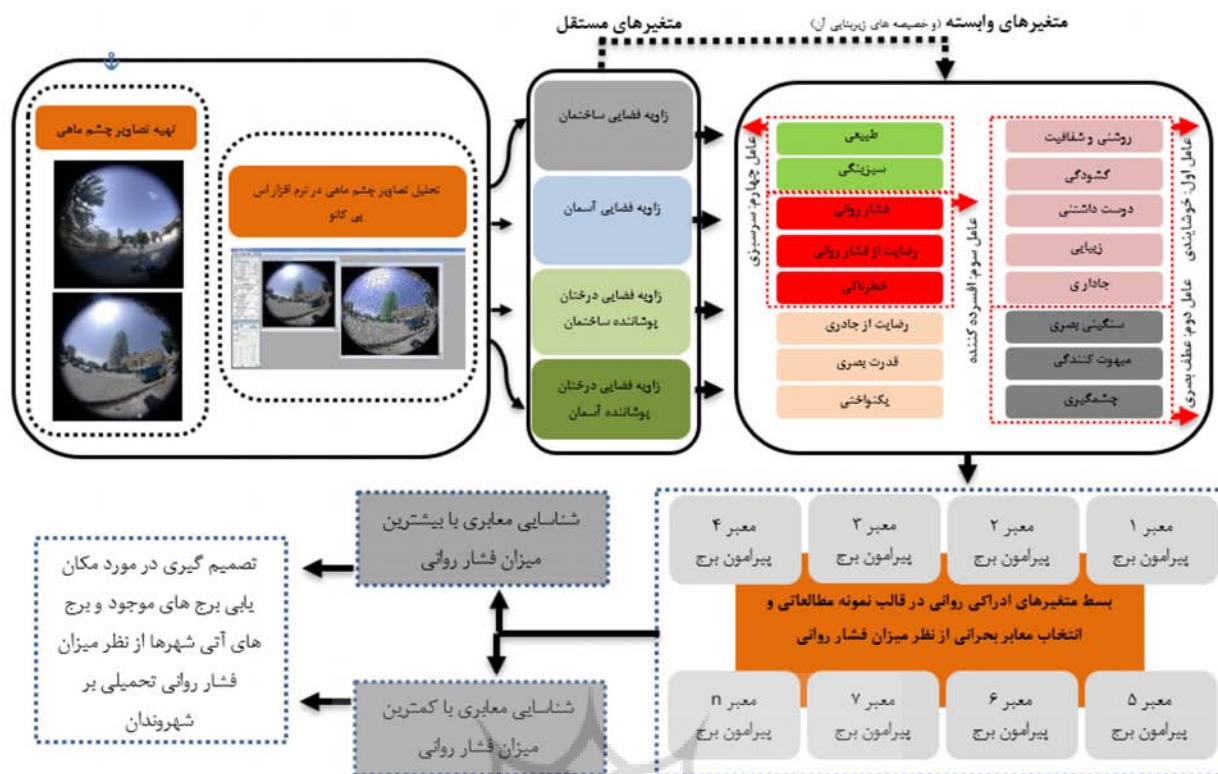 متغیرهای مستقل
متغیرهای وابسته (و خصیصه های زیربنایی آن)
تهیه تصاویر چشم ماهی
تحلیل تصاویر چشم ماهی در نرم افزار اس
پی کانو
زاویه فضایی ساختمان
زاویه فضایی آسمان
زاویه فضایی درختان
پوشاننده ساختمان
زاویه فضایی درختان
پوشاننده آسمان
عامل چهارم: سرسبزی
طبیعی
سبزینگی
فشار روانی
رضایت از فشار روانی
خطرناکی
رضایت از جادری
قدرت بصری
یکنواختی
عامل سوم: افسرده کننده
روشنی و شفافیت
گشودگی
دوست داشتنی
زیبایی
جاداری
سنگینی بصری
مبهوت کنندگی
چشمگیری
عامل اول: خوشایندی
عامل دوم: عطف بصری
معبر ۱
پیرامون برج
معبر ۲
پیرامون برج
معبر ۳
پیرامون برج
معبر ۴
پیرامون برج
بسط متغیرهای ادراکی روانی در قالب نمونه مطالعاتی و
انتخاب معابر بحرانی از نظر میزان فشار روانی
معبر ۵
پیرامون برج
معبر ۶
پیرامون برج
معبر ۷
پیرامون برج
معبر n
پیرامون برج
شناسایی معابری با بیشترین
میزان فشار روانی
شناسایی معابری با کمترین
میزان فشار روانی
تصمیم گیری در مورد مکان
یابی برج های موجود و برج
های آتی شهرها از نظر میزان
فشار روانی تحمیلی بر
شهروندان